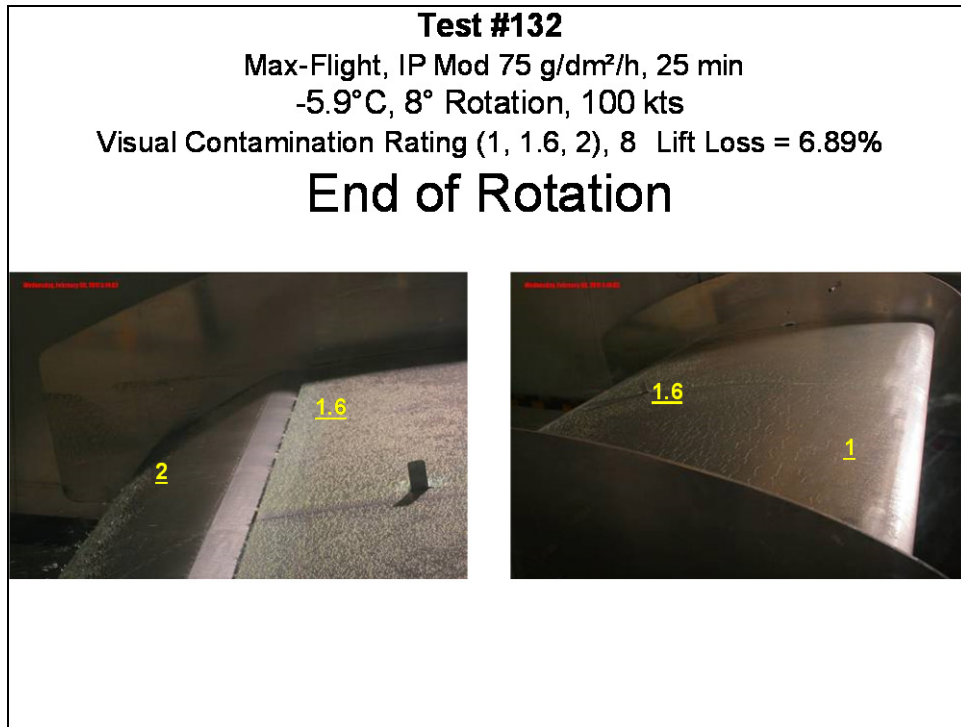 Test #132
Max-Flight, IP Mod 75 g/dm²/h, 25 min
-5.9°C, 8° Rotation, 100 kts
Visual Contamination Rating (1, 1.6, 2), 8 Lift Loss = 6.89%
End of Rotation
1.6
2
1.6
1